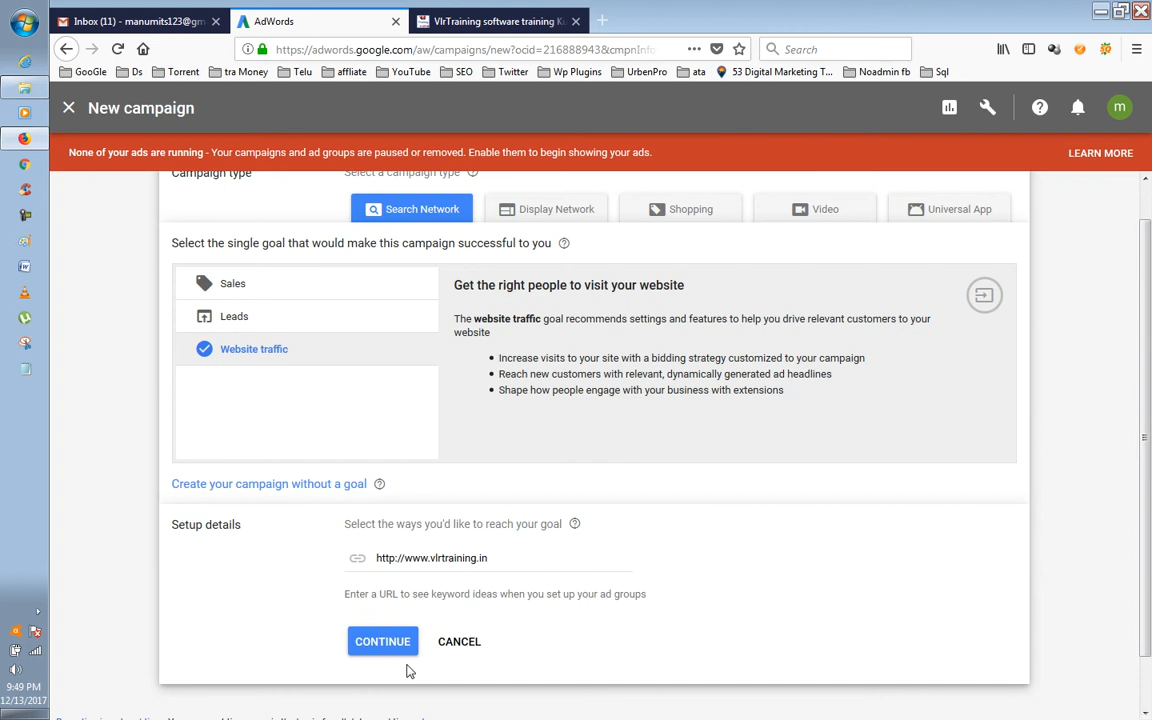 Inbox (11) - manumits123@gm
AdWords
VlrTraining software training Ku
https://adwords.google.com/aw/campaigns/new?ocid=216888943&cmpnInfo
Search
GooGle
Ds
Torrent
tra Money
Telu
affliate
YouTube
SEO
Twitter
Wp Plugins
UrbenPro
ata
53 Digital Marketing T...
Noadmin fb
Sql
New campaign
m
None of your ads are running - Your campaigns and ad groups are paused or removed. Enable them to begin showing your ads.
LEARN MORE
Campaign type
Select a campaign type
Search Network
Display Network
Shopping
Video
Universal App
Select the single goal that would make this campaign successful to you
Sales
Leads
Website traffic
Get the right people to visit your website
The website traffic goal recommends settings and features to help you drive relevant customers to your
website
Increase visits to your site with a bidding strategy customized to your campaign
Reach new customers with relevant, dynamically generated ad headlines
Shape how people engage with your business with extensions
Create your campaign without a goal
Setup details
Select the ways you'd like to reach your goal
http://www.vlrtraining.in
Enter a URL to see keyword ideas when you set up your ad groups
CONTINUE
CANCEL
9:49 PM
12/13/2017